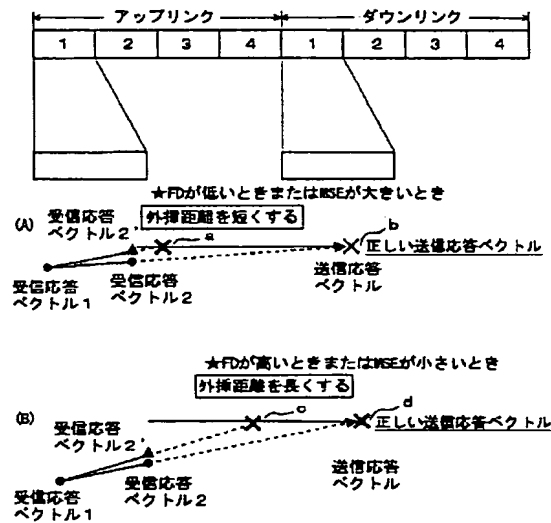 アップリンク ダウンリンク
1 2 3 4 1 2 3 4
★FDが低いときまたはMSEが大きいとき
(A) 受信応答
ベクトル2'
外挿距離を短くする
a
b
正しい送信応答ベクトル
受信応答
ベクトル1
受信応答
ベクトル2
送信応答
ベクトル
★FDが高いときまたはMSEが小さいとき
外挿距離を長くする
(B)
受信応答
ベクトル2'
c
d
正しい送信応答ベクトル
受信応答
ベクトル1
受信応答
ベクトル2
送信応答
ベクトル